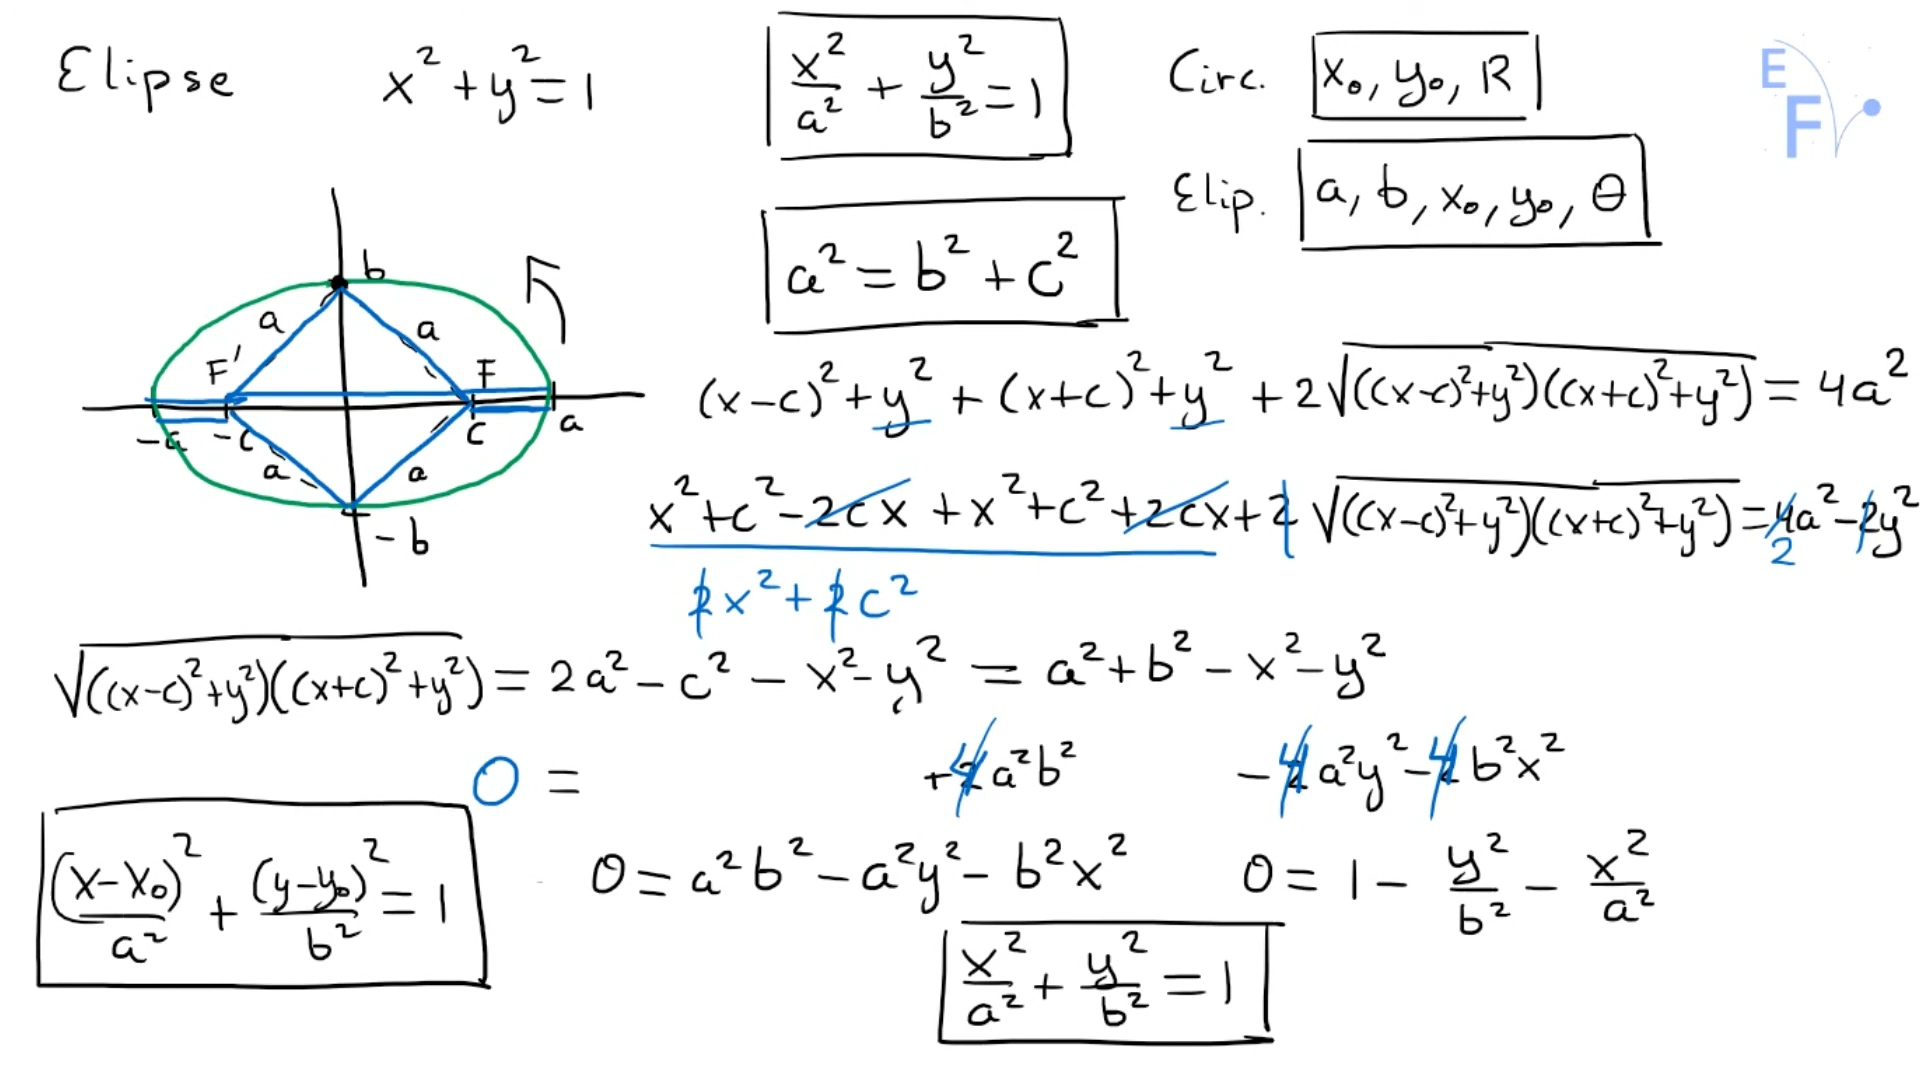 Elipse x² + y² = 1
x²/a² + y²/b² = 1
Circ. x₀, y₀, R
Elip. a, b, x₀, y₀, θ
E
F
a² = b² + c²
b
a a
F' F
-a -c c a
a a
-b
(x-c)² + y² + (x+c)² + y² + 2√((x-c)²+y²)((x+c)²+y²) = 4a²
x² + c² - 2cx + x² + c² + 2cx + 2√((x-c)²+y²)((x+c)²+y²) = 4a² - 2y²
2
2x² + 2c²
√((x-c)²+y²)((x+c)²+y²) = 2a² - c² - x² - y² = a² + b² - x² - y²
0 = +4a²b² -4a²y² - 4b²x²
(x-x₀)²/a² + (y-y₀)²/b² = 1
0 = a²b² - a²y² - b²x² 0 = 1 - y²/b² - x²/a²
x²/a² + y²/b² = 1